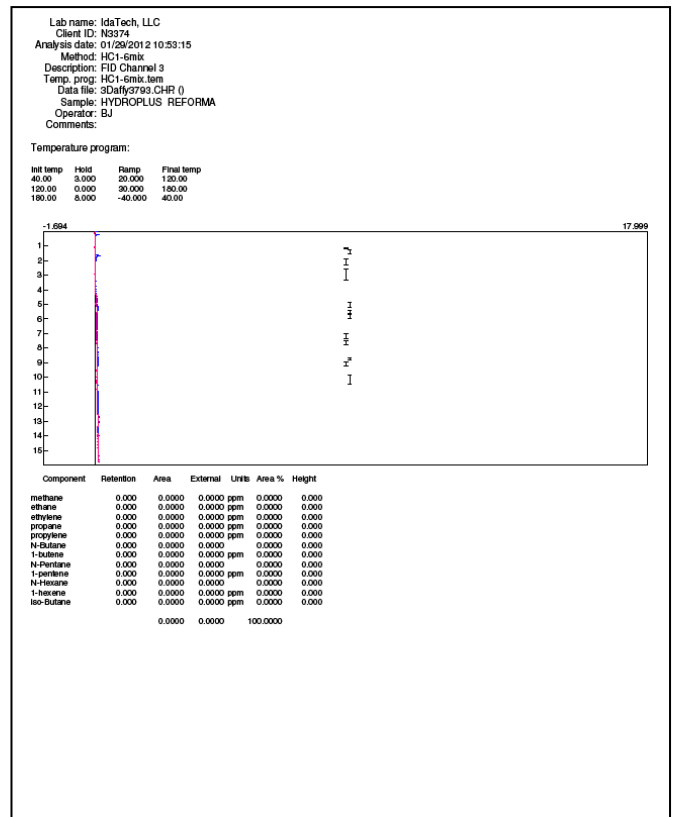 Lab name: IdaTech, LLC
Client ID: N3374
Analysis date: 01/29/2012 10:53:15
Method: HC1-6mix
Description: FID Channel 3
Temp. prog: HC1-6mix.tem
Data file: 3Daffy3793.CHR ()
Sample: HYDROPLUS REFORMA
Operator: BJ
Comments:
Temperature program:
Init temp Hold Ramp Final temp
40.00 3.000 20.000 120.00
120.00 0.000 30.000 180.00
180.00 8.000 -40.000 40.00
-1.694 17.999
1
2
3
4
5
6
7
8
9
10
11
12
13
14
15
Component Retention Area External Units Area % Height
methane 0.000 0.0000 0.0000 ppm 0.0000 0.000
ethane 0.000 0.0000 0.0000 ppm 0.0000 0.000
ethylene 0.000 0.0000 0.0000 ppm 0.0000 0.000
propane 0.000 0.0000 0.0000 ppm 0.0000 0.000
propylene 0.000 0.0000 0.0000 ppm 0.0000 0.000
N-Butane 0.000 0.0000 0.0000 0.0000 0.000
1-butene 0.000 0.0000 0.0000 ppm 0.0000 0.000
N-Pentane 0.000 0.0000 0.0000 0.0000 0.000
1-pentene 0.000 0.0000 0.0000 ppm 0.0000 0.000
N-Hexane 0.000 0.0000 0.0000 0.0000 0.000
1-hexene 0.000 0.0000 0.0000 ppm 0.0000 0.000
Iso-Butane 0.000 0.0000 0.0000 ppm 0.0000 0.000
0.0000 0.0000 100.0000